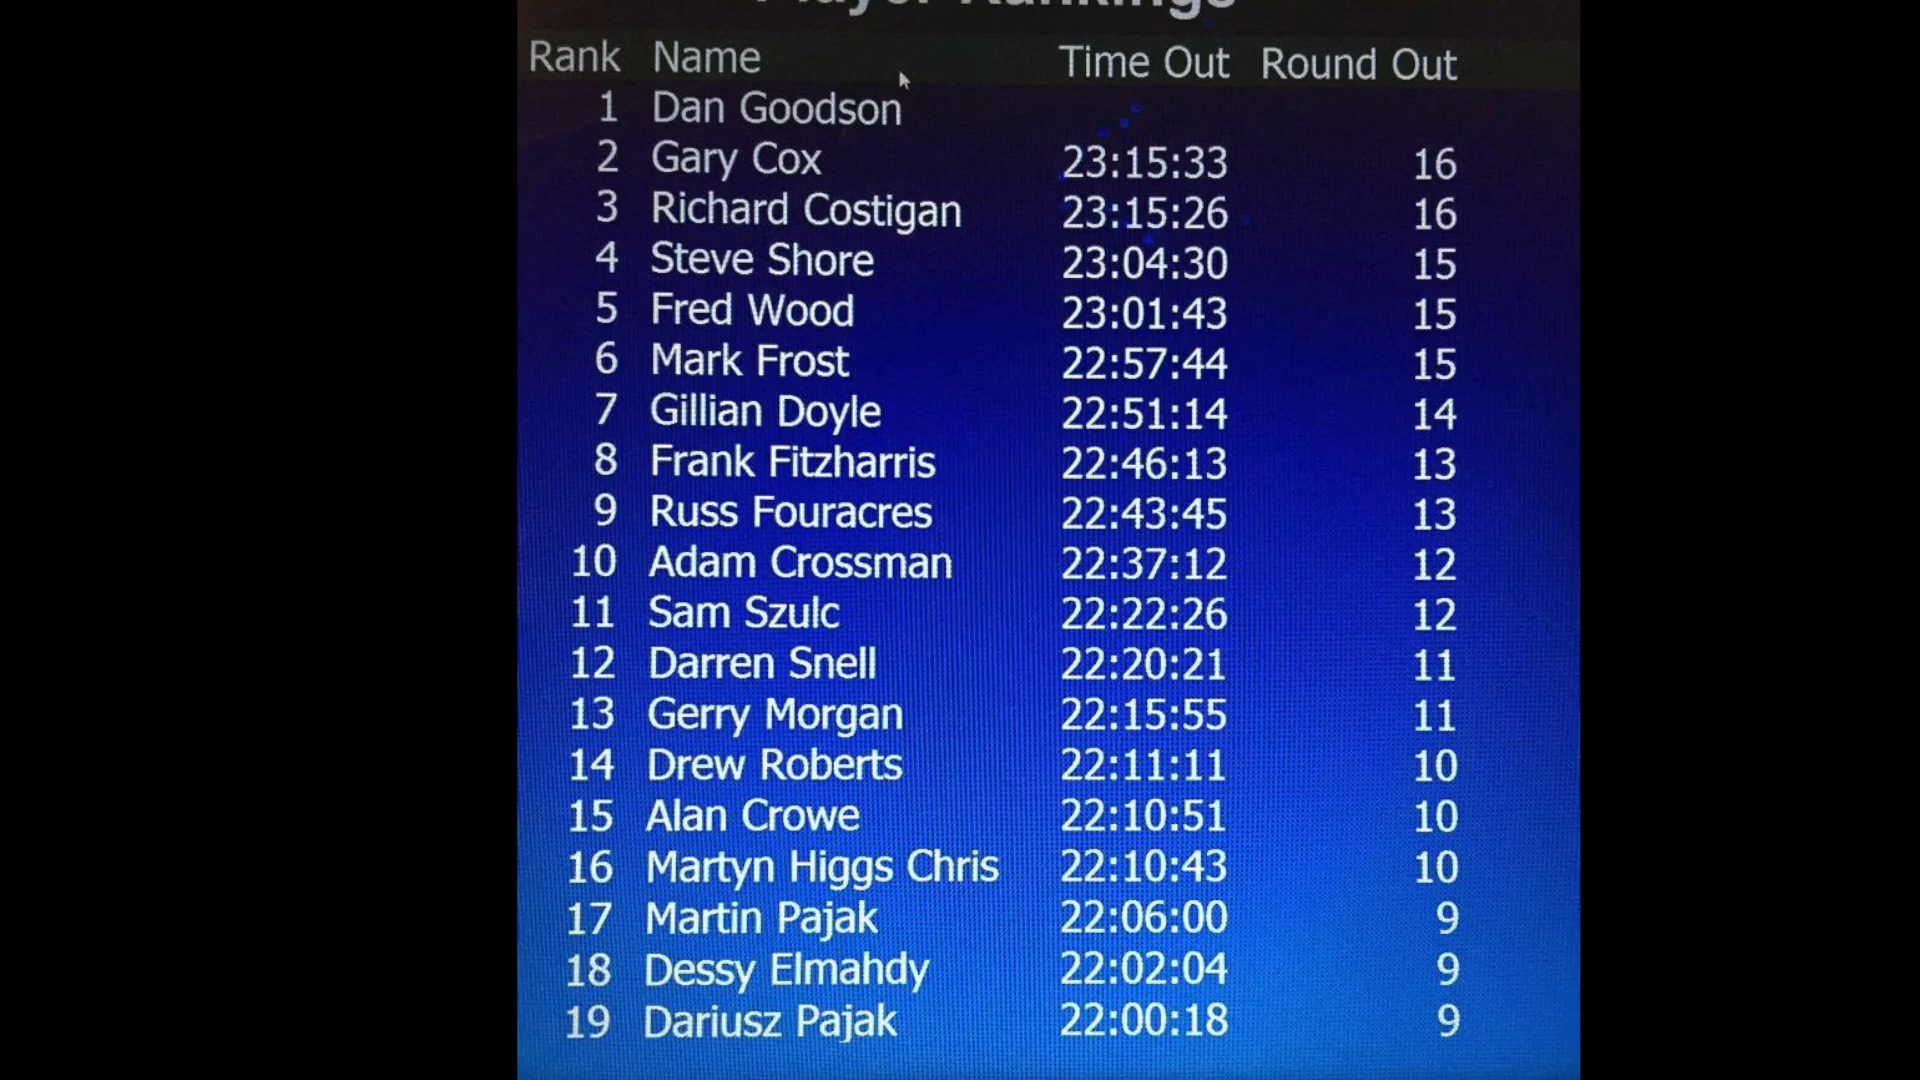 Player Rankings
Rank Name Time Out Round Out
1 Dan Goodson
2 Gary Cox 23:15:33 16
3 Richard Costigan 23:15:26 16
4 Steve Shore 23:04:30 15
5 Fred Wood 23:01:43 15
6 Mark Frost 22:57:44 15
7 Gillian Doyle 22:51:14 14
8 Frank Fitzharris 22:46:13 13
9 Russ Fouracres 22:43:45 13
10 Adam Crossman 22:37:12 12
11 Sam Szulc 22:22:26 12
12 Darren Snell 22:20:21 11
13 Gerry Morgan 22:15:55 11
14 Drew Roberts 22:11:11 10
15 Alan Crowe 22:10:51 10
16 Martyn Higgs Chris 22:10:43 10
17 Martin Pajak 22:06:00 9
18 Dessy Elmahdy 22:02:04 9
19 Dariusz Pajak 22:00:18 9